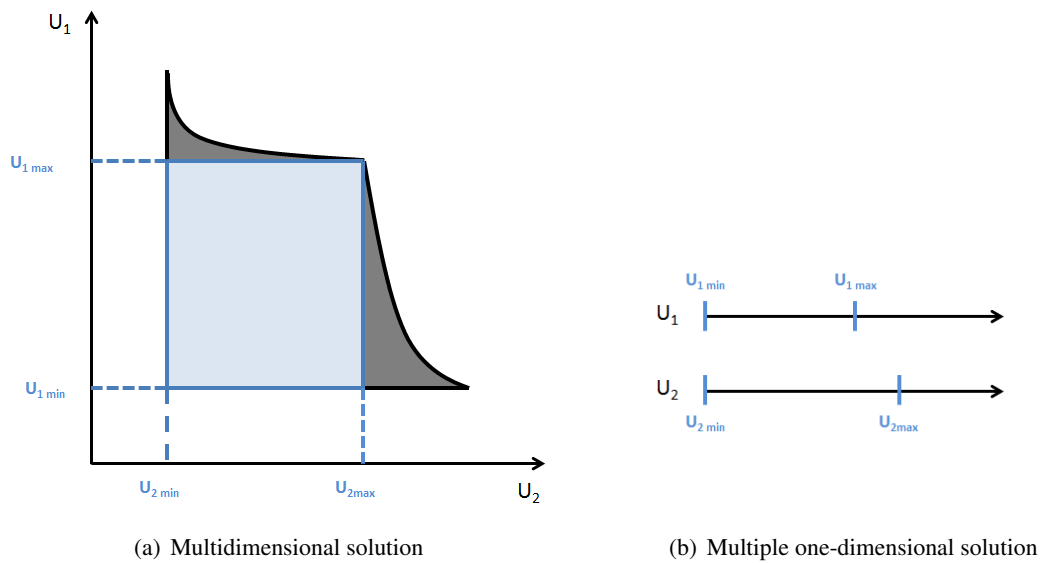 U1
U1 max
U1 min
U2 min
U2max
U2
(a) Multidimensional solution
U1 min
U1 max
U1
U2
U2 min
U2max
(b) Multiple one-dimensional solution